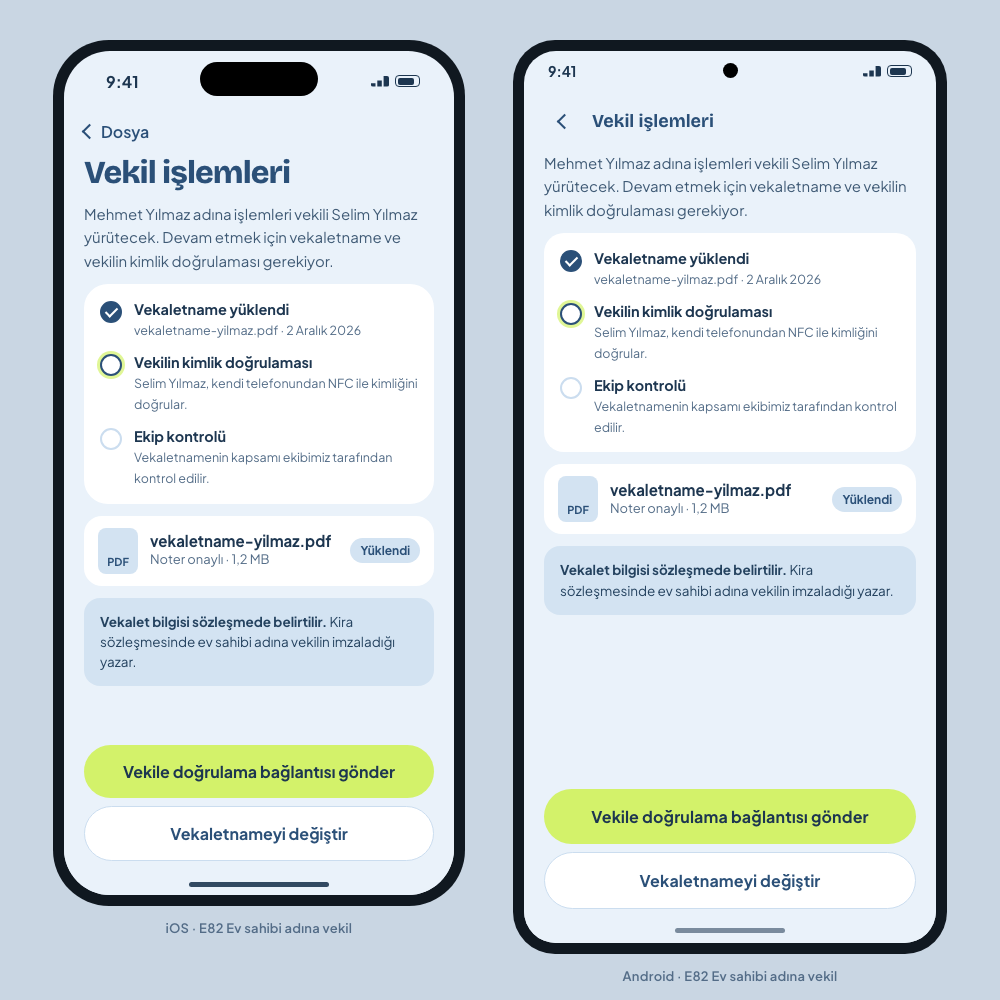 9:41
Dosya
Vekil işlemleri
Mehmet Yılmaz adına işlemleri vekili Selim Yılmaz
yürütecek. Devam etmek için vekaletname ve
vekilin kimlik doğrulaması gerekiyor.
Vekaletname yüklendi
vekaletname-yilmaz.pdf · 2 Aralık 2026
Vekilin kimlik doğrulaması
Selim Yılmaz, kendi telefonundan NFC ile kimliğini
doğrular.
Ekip kontrolü
Vekaletnamenin kapsamı ekibimiz tarafından
kontrol edilir.
PDF
vekaletname-yilmaz.pdf
Noter onaylı · 1,2 MB
Yüklendi
Vekalet bilgisi sözleşmede belirtilir. Kira
sözleşmesinde ev sahibi adına vekilin imzaladığı
yazar.
Vekile doğrulama bağlantısı gönder
Vekaletnameyi değiştir
iOS · E82 Ev sahibi adına vekil
9:41
Vekil işlemleri
Mehmet Yılmaz adına işlemleri vekili Selim Yılmaz
yürütecek. Devam etmek için vekaletname ve vekilin
kimlik doğrulaması gerekiyor.
Vekaletname yüklendi
vekaletname-yilmaz.pdf · 2 Aralık 2026
Vekilin kimlik doğrulaması
Selim Yılmaz, kendi telefonundan NFC ile kimliğini
doğrular.
Ekip kontrolü
Vekaletnamenin kapsamı ekibimiz tarafından kontrol
edilir.
PDF
vekaletname-yilmaz.pdf
Noter onaylı · 1,2 MB
Yüklendi
Vekalet bilgisi sözleşmede belirtilir. Kira
sözleşmesinde ev sahibi adına vekilin imzaladığı yazar.
Vekile doğrulama bağlantısı gönder
Vekaletnameyi değiştir
Android · E82 Ev sahibi adına vekil